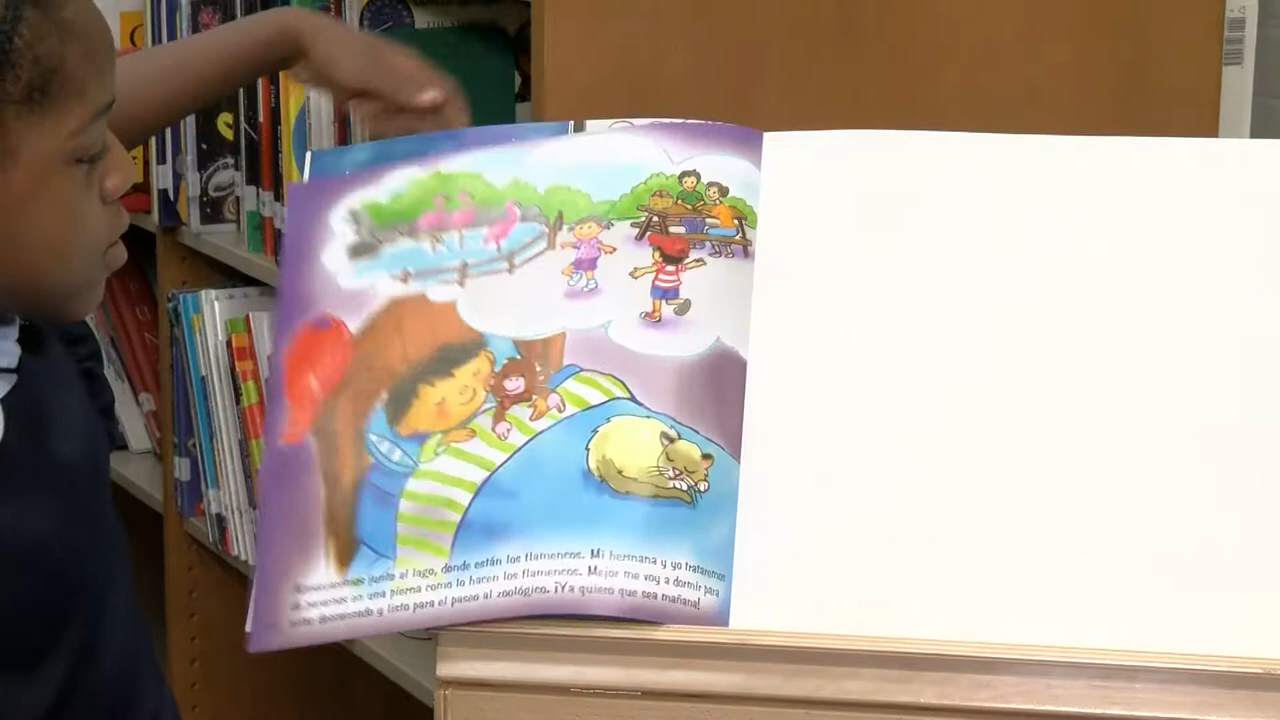 junto al lago, donde están los flamencos. Mi hermana y yo trataremos
en una pierna como lo hacen los flamencos. Mejor me voy a dormir para
descansado y listo para el paseo al zoológico. ¡Ya quiero que sea mañana!